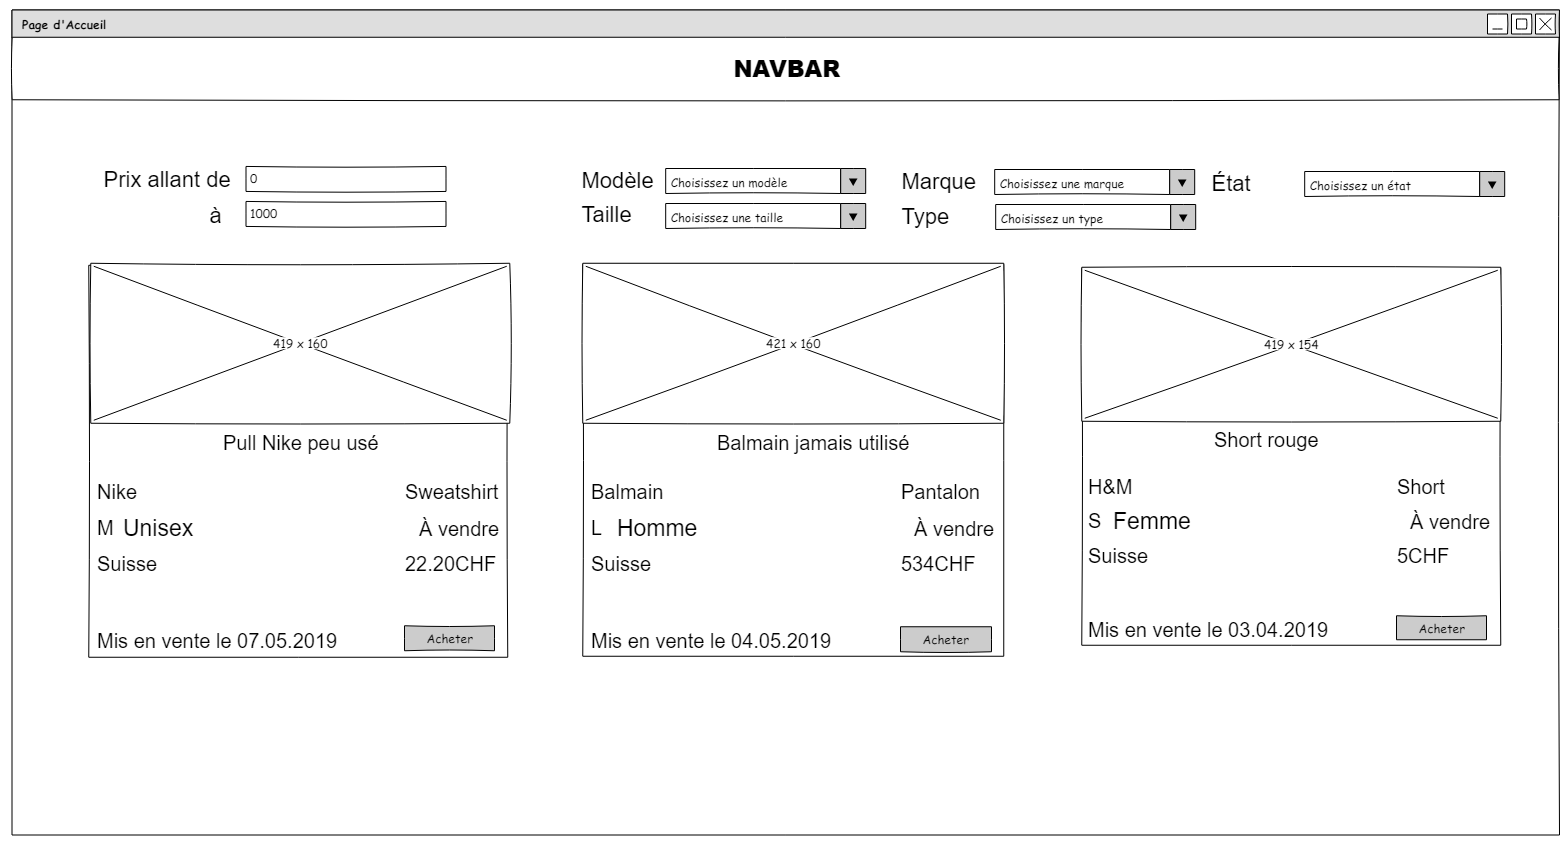 Page d'Accueil
NAVBAR
Prix allant de
0
à
1000
Modèle
Choisissez un modèle
Marque
Choisissez une marque
État
Choisissez un état
Taille
Choisissez une taille
Type
Choisissez un type
419 x 160
Pull Nike peu usé
Nike
Sweatshirt
M Unisex
À vendre
Suisse
22.20CHF
Mis en vente le 07.05.2019
Acheter
421 x 160
Balmain jamais utilisé
Balmain
Pantalon
L Homme
À vendre
Suisse
534CHF
Mis en vente le 04.05.2019
Acheter
419 x 154
Short rouge
H&M
Short
S Femme
À vendre
Suisse
5CHF
Mis en vente le 03.04.2019
Acheter